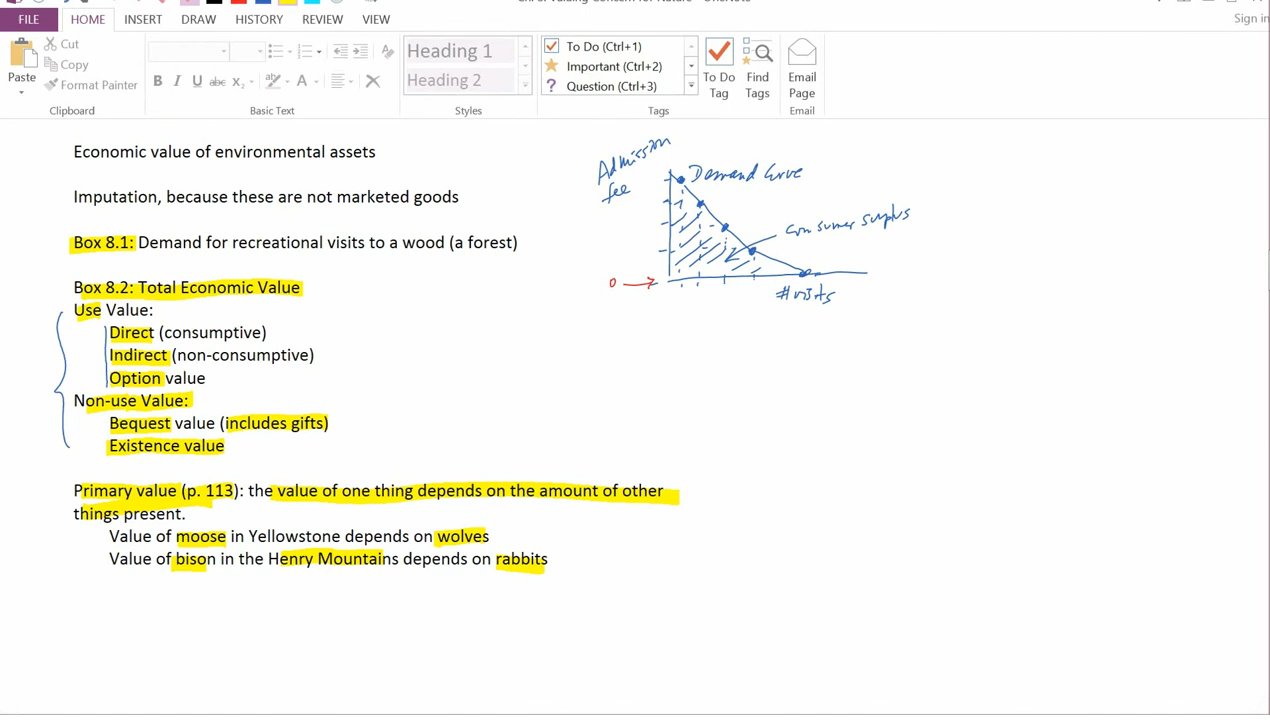 FILE HOME INSERT DRAW HISTORY REVIEW VIEW
Sign in
Cut
Copy
Format Painter
Paste
Clipboard
B I U abc x₂ A
Basic Text
Heading 1
Heading 2
Styles
To Do (Ctrl+1)
Important (Ctrl+2)
Question (Ctrl+3)
Tags
To Do Tag
Find Tags
Email Page
Email
Economic value of environmental assets
Imputation, because these are not marketed goods
Box 8.1: Demand for recreational visits to a wood (a forest)
Box 8.2: Total Economic Value
Use Value:
Direct (consumptive)
Indirect (non-consumptive)
Option value
Non-use Value:
Bequest value (includes gifts)
Existence value
Primary value (p. 113): the value of one thing depends on the amount of other
things present.
Value of moose in Yellowstone depends on wolves
Value of bison in the Henry Mountains depends on rabbits
Admission
fee
Demand Curve
Consumer surplus
0
# visits